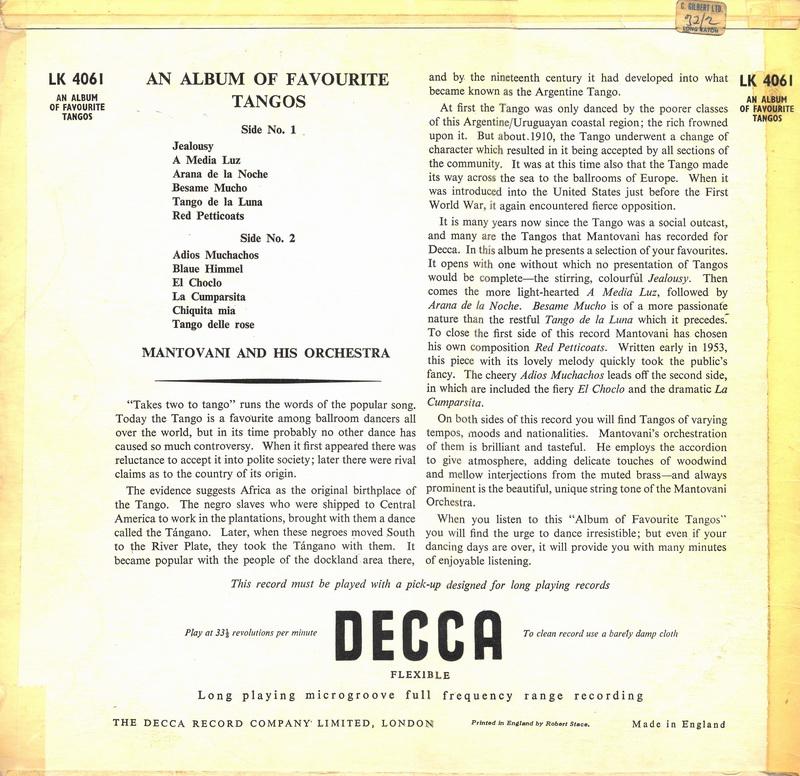 C. GILBERT LTD.
32/2
LONG EATON
LK 4061
AN ALBUM
OF FAVOURITE
TANGOS
AN ALBUM OF FAVOURITE
TANGOS
Side No. 1
Jealousy
A Media Luz
Arana de la Noche
Besame Mucho
Tango de la Luna
Red Petticoats
Side No. 2
Adios Muchachos
Blaue Himmel
El Choclo
La Cumparsita
Chiquita mia
Tango delle rose
MANTOVANI AND HIS ORCHESTRA
“Takes two to tango” runs the words of the popular song.
Today the Tango is a favourite among ballroom dancers all
over the world, but in its time probably no other dance has
caused so much controversy. When it first appeared there was
reluctance to accept it into polite society; later there were rival
claims as to the country of its origin.
The evidence suggests Africa as the original birthplace of
the Tango. The negro slaves who were shipped to Central
America to work in the plantations, brought with them a dance
called the Tángano. Later, when these negroes moved South
to the River Plate, they took the Tángano with them. It
became popular with the people of the dockland area there,
and by the nineteenth century it had developed into what
became known as the Argentine Tango.
At first the Tango was only danced by the poorer classes
of this Argentine/Uruguayan coastal region; the rich frowned
upon it. But about 1910, the Tango underwent a change of
character which resulted in it being accepted by all sections of
the community. It was at this time also that the Tango made
its way across the sea to the ballrooms of Europe. When it
was introduced into the United States just before the First
World War, it again encountered fierce opposition.
It is many years now since the Tango was a social outcast,
and many are the Tangos that Mantovani has recorded for
Decca. In this album he presents a selection of your favourites.
It opens with one without which no presentation of Tangos
would be complete—the stirring, colourful Jealousy. Then
comes the more light-hearted A Media Luz, followed by
Arana de la Noche. Besame Mucho is of a more passionate
nature than the restful Tango de la Luna which it precedes.
To close the first side of this record Mantovani has chosen
his own composition Red Petticoats. Written early in 1953,
this piece with its lovely melody quickly took the public's
fancy. The cheery Adios Muchachos leads off the second side,
in which are included the fiery El Choclo and the dramatic La
Cumparsita.
On both sides of this record you will find Tangos of varying
tempos, moods and nationalities. Mantovani's orchestration
of them is brilliant and tasteful. He employs the accordion
to give atmosphere, adding delicate touches of woodwind
and mellow interjections from the muted brass—and always
prominent is the beautiful, unique string tone of the Mantovani
Orchestra.
When you listen to this “Album of Favourite Tangos”
you will find the urge to dance irresistible; but even if your
dancing days are over, it will provide you with many minutes
of enjoyable listening.
LK 4061
AN ALBUM
OF FAVOURITE
TANGOS
This record must be played with a pick-up designed for long playing records
Play at 33⅓ revolutions per minute
DECCA
To clean record use a barely damp cloth
FLEXIBLE
Long playing microgroove full frequency range recording
THE DECCA RECORD COMPANY LIMITED, LONDON
Printed in England by Robert Stace.
Made in England